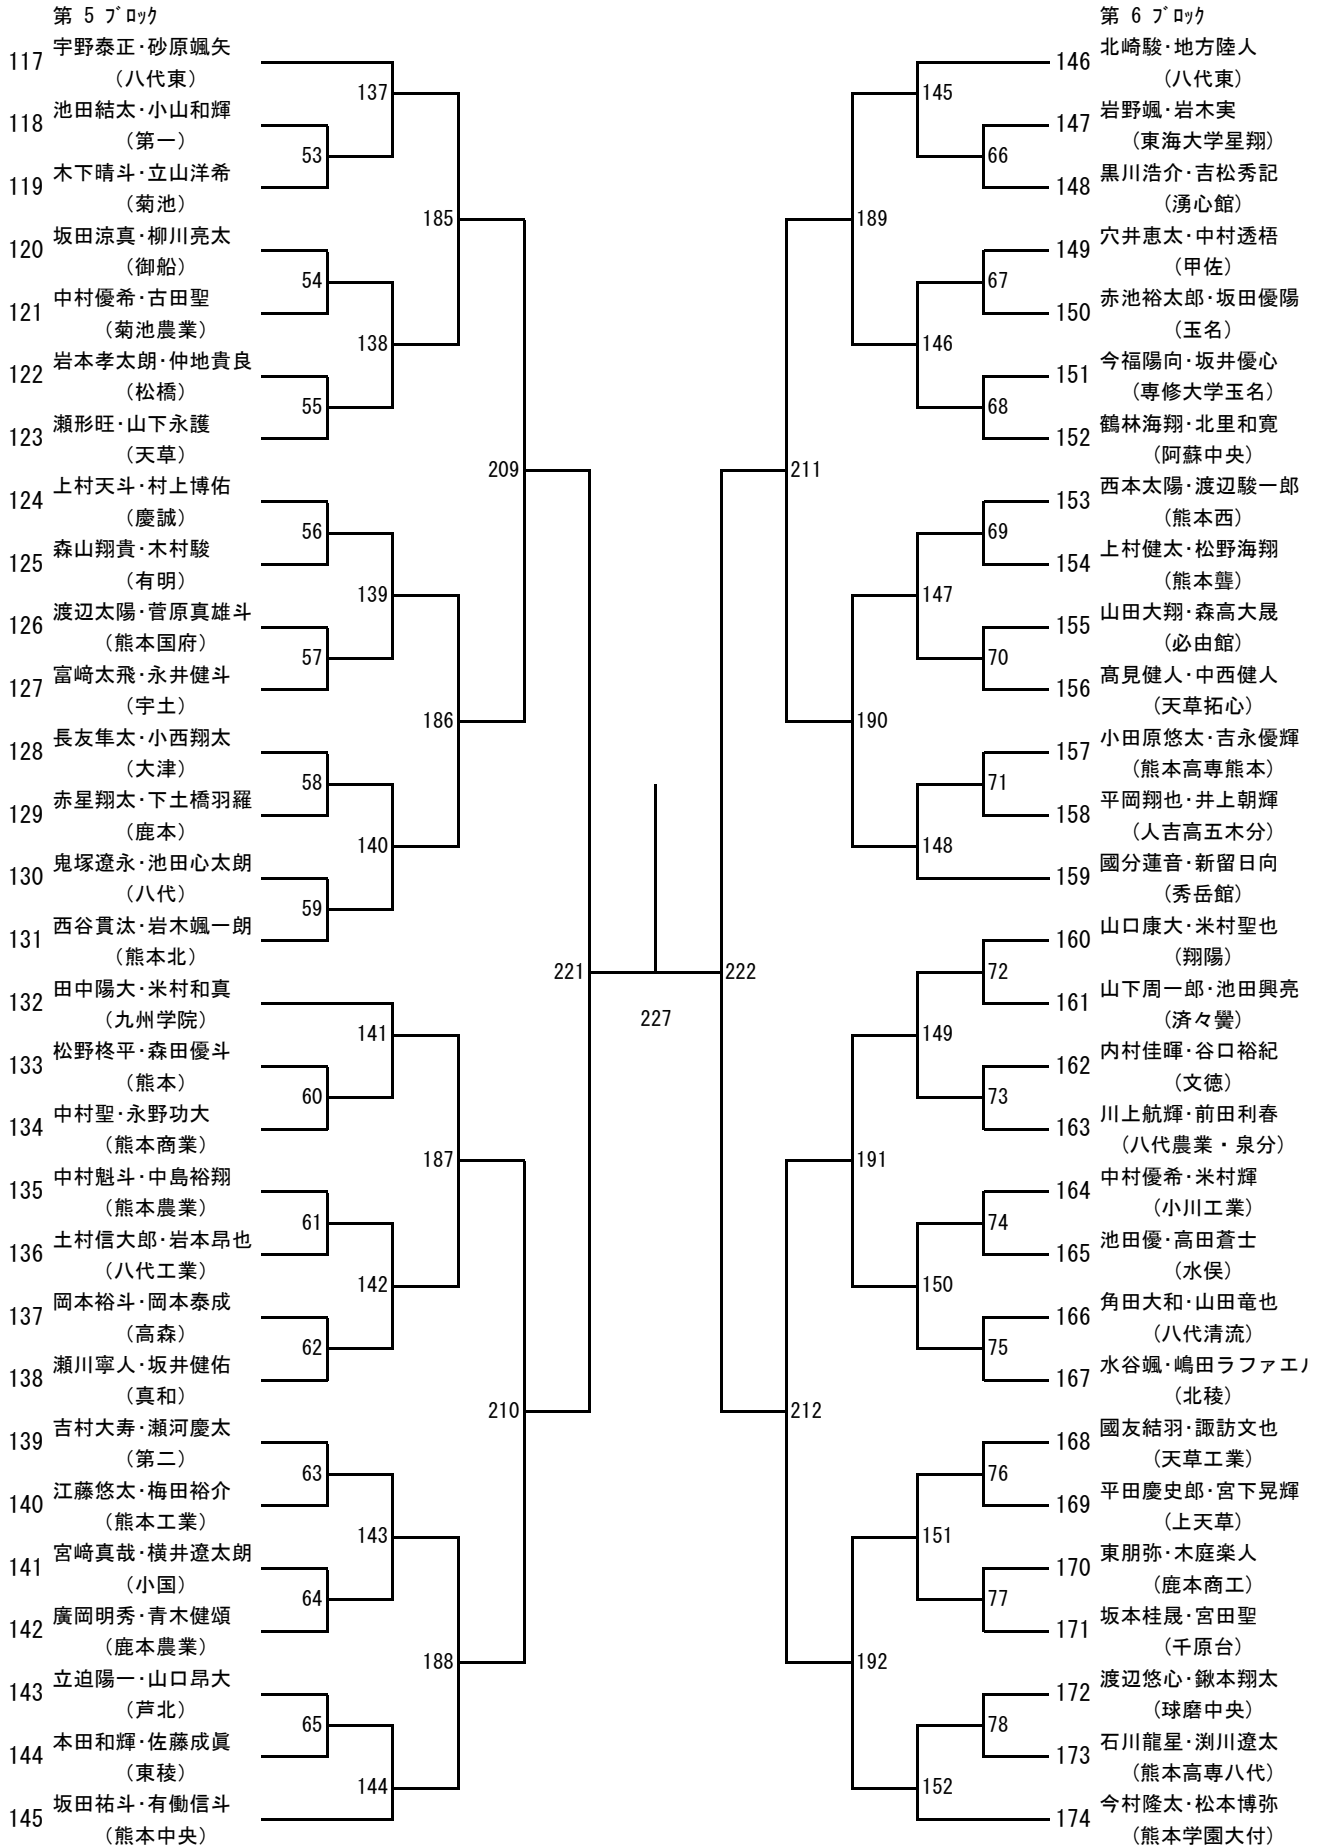 第 5 ブロック
117 宇野泰正・砂原颯矢
(八代東)
137
118 池田結太・小山和輝
(第一)
53
119 木下晴斗・立山洋希
(菊池)
185
120 坂田涼真・柳川亮太
(御船)
54
121 中村優希・古田聖
(菊池農業)
138
122 岩本孝太朗・仲地貴良
(松橋)
55
123 瀬形旺・山下永護
(天草)
209
124 上村天斗・村上博佑
(慶誠)
56
125 森山翔貴・木村駿
(有明)
139
126 渡辺太陽・菅原真雄斗
(熊本国府)
57
127 富﨑太飛・永井健斗
(宇土)
186
128 長友隼太・小西翔太
(大津)
58
129 赤星翔太・下土橋羽羅
(鹿本)
140
130 鬼塚遼永・池田心太朗
(八代)
59
131 西谷貫汰・岩木颯一朗
(熊本北)
221
132 田中陽大・米村和真
(九州学院)
141
133 松野柊平・森田優斗
(熊本)
60
134 中村聖・永野功大
(熊本商業)
187
135 中村魁斗・中島裕翔
(熊本農業)
61
136 土村信大郎・岩本昂也
(八代工業)
142
137 岡本裕斗・岡本泰成
(高森)
62
138 瀬川寧人・坂井健佑
(真和)
210
139 吉村大寿・瀬河慶太
(第二)
63
140 江藤悠太・梅田裕介
(熊本工業)
143
141 宮﨑真哉・横井遼太朗
(小国)
64
142 廣岡明秀・青木健頌
(鹿本農業)
188
143 立迫陽一・山口昂大
(芦北)
65
144 本田和輝・佐藤成眞
(東稜)
144
145 坂田祐斗・有働信斗
(熊本中央)
227
第 6 ブロック
146 北崎駿・地方陸人
(八代東)
145
147 岩野颯・岩木実
(東海大学星翔)
66
148 黒川浩介・吉松秀記
(湧心館)
189
149 穴井恵太・中村透梧
(甲佐)
67
150 赤池裕太郎・坂田優陽
(玉名)
146
151 今福陽向・坂井優心
(専修大学玉名)
68
152 鶴林海翔・北里和寛
(阿蘇中央)
211
153 西本太陽・渡辺駿一郎
(熊本西)
69
154 上村健太・松野海翔
(熊本聾)
147
155 山田大翔・森高大晟
(必由館)
70
156 髙見健人・中西健人
(天草拓心)
190
157 小田原悠太・吉永優輝
(熊本高専熊本)
71
158 平岡翔也・井上朝輝
(人吉高五木分)
148
159 國分蓮音・新留日向
(秀岳館)
222
160 山口康大・米村聖也
(翔陽)
72
161 山下周一郎・池田興亮
(済々黌)
149
162 内村佳暉・谷口裕紀
(文徳)
73
163 川上航輝・前田利春
(八代農業・泉分)
191
164 中村優希・米村輝
(小川工業)
74
165 池田優・高田蒼士
(水俣)
150
166 角田大和・山田竜也
(八代清流)
75
167 水谷颯・嶋田ラファエル
(北稜)
212
168 國友結羽・諏訪文也
(天草工業)
76
169 平田慶史郎・宮下晃輝
(上天草)
151
170 東朋弥・木庭楽人
(鹿本商工)
77
171 坂本桂晟・宮田聖
(千原台)
192
172 渡辺悠心・鍬本翔太
(球磨中央)
78
173 石川龍星・渕川遼太
(熊本高専八代)
152
174 今村隆太・松本博弥
(熊本学園大付)